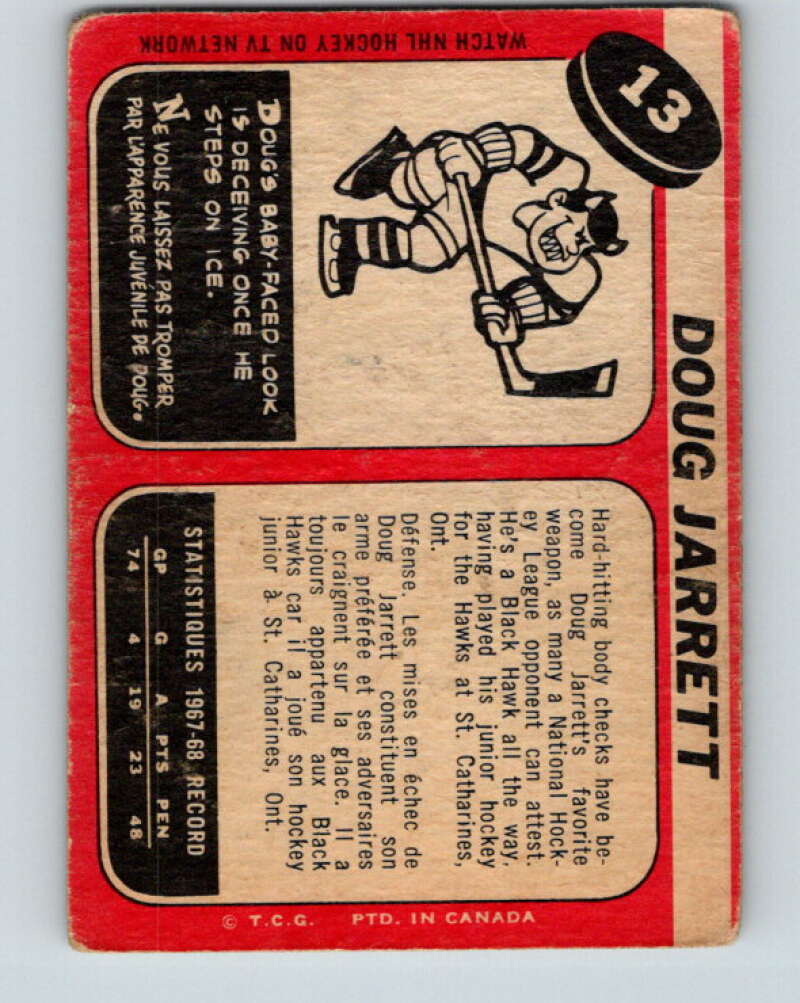 13
DOUG JARRETT
WATCH NHL HOCKEY ON TV NETWORK
DOUG'S BABY-FACED LOOK
IS DECEIVING ONCE HE
STEPS ON ICE.
NE VOUS LAISSEZ PAS TROMPER
PAR L'APPARENCE JUVÉNILE DE DOUG.
Hard-hitting body checks have be-
come Doug Jarrett's favorite
weapon, as many a National Hock-
ey League opponent can attest.
He's a Black Hawk all the way,
having played his junior hockey
for the Hawks at St. Catharines,
Ont.
Défense. Les mises en échec de
Doug Jarrett constituent son
arme préférée et ses adversaires
le craignent sur la glace. Il a
toujours appartenu aux Black
Hawks car il a joué son hockey
junior à St. Catharines, Ont.
STATISTIQUES 1967-68 RECORD
GP G A PTS PEN
74 4 19 23 48
© T.C.G. PTD. IN CANADA